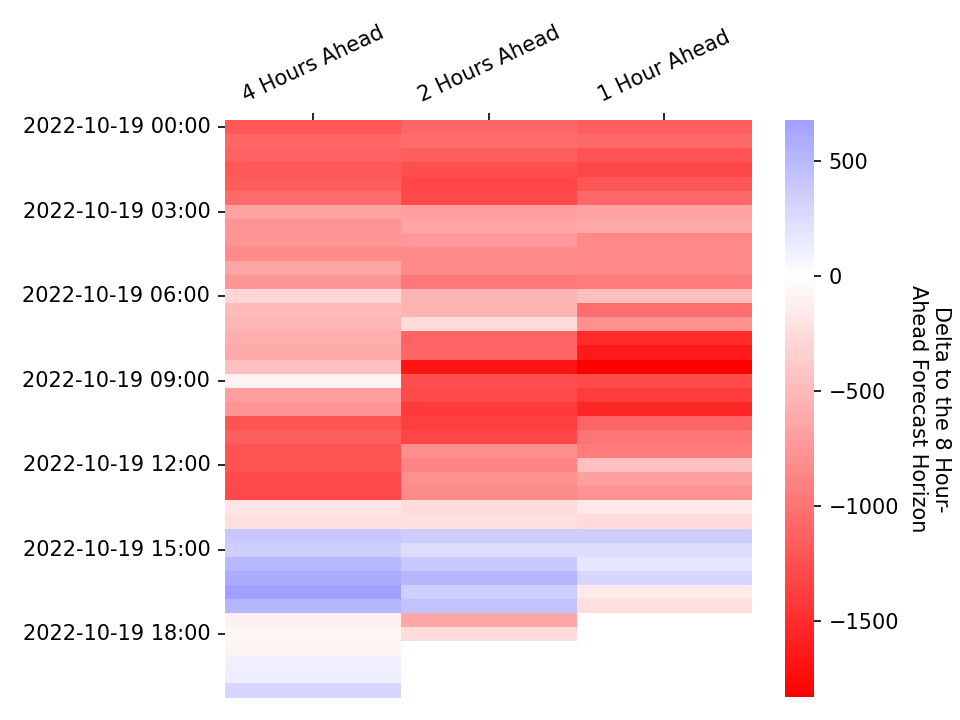 4 Hours Ahead
2 Hours Ahead
1 Hour Ahead
2022-10-19 00:00
2022-10-19 03:00
2022-10-19 06:00
2022-10-19 09:00
2022-10-19 12:00
2022-10-19 15:00
2022-10-19 18:00
500
0
−500
−1000
−1500
Delta to the 8 Hour-
Ahead Forecast Horizon